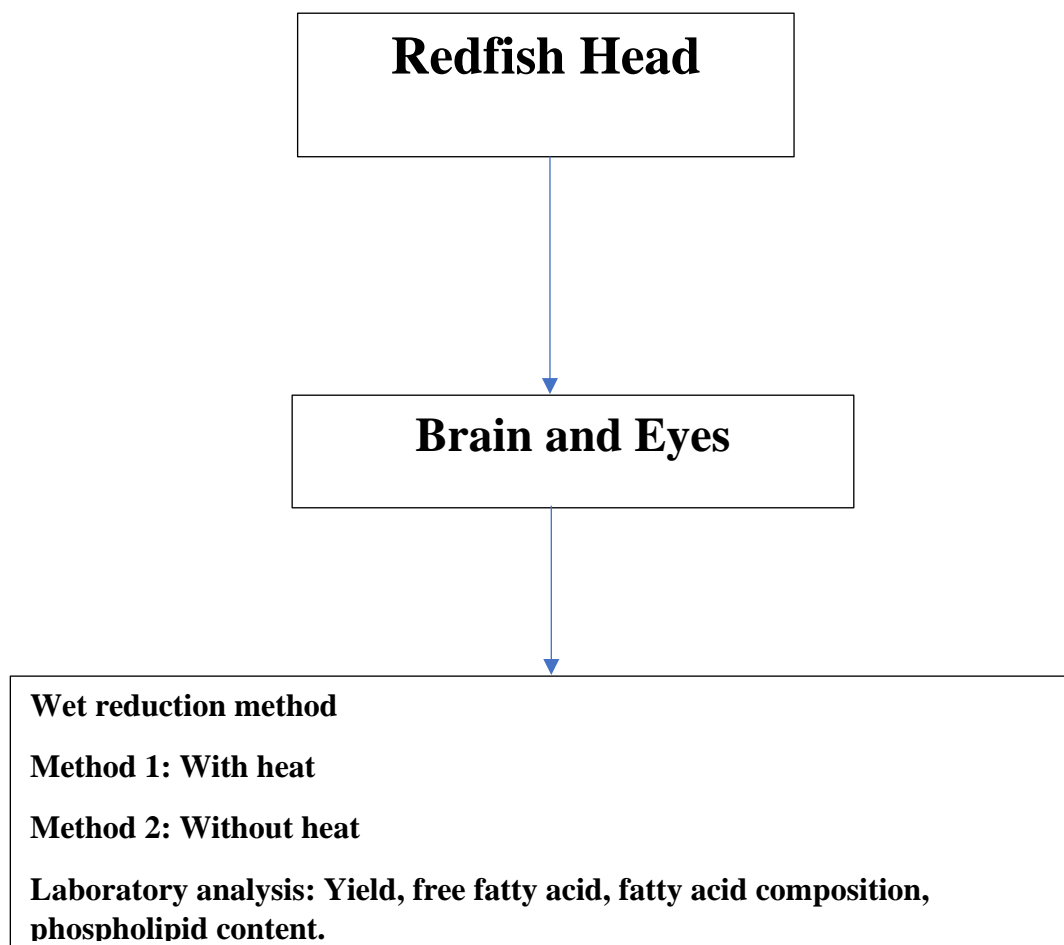 Redfish Head
Brain and Eyes
Wet reduction method
Method 1: With heat
Method 2: Without heat
Laboratory analysis: Yield, free fatty acid, fatty acid composition,
phospholipid content.